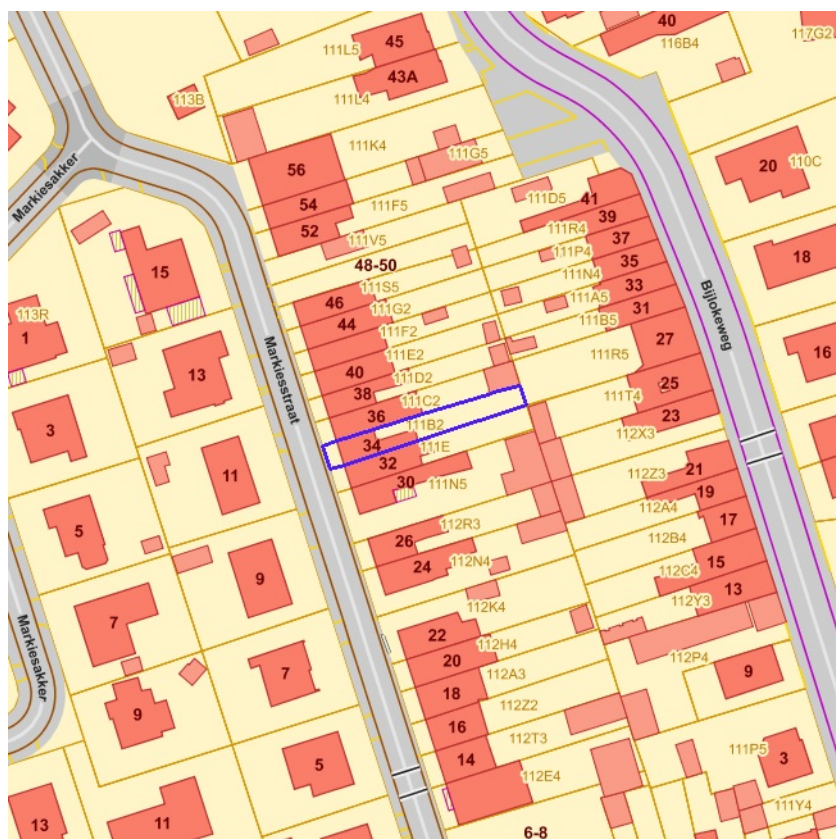 45
40
117G2
111L5
116B4
43A
113B
111L4
111K4
111G5
20
110C
56
Markiesakker
54
111F5
111D5
41
39
52
111V5
111R4
37
111P4
18
48-50
35
15
111N4
111S5
33
111A5
46
111G2
31
111B5
Bijlokeweg
113R
44
111F2
27
1
Markiesstraat
111E2
111R5
16
13
40
111D2
25
38
111C2
111T4
3
36
111B2
23
34
111E
112X3
32
11
30
111N5
112Z3
21
19
5
112R3
112A4
17
26
112B4
24
112N4
15
9
112C4
13
112K4
112Y3
7
22
112H4
Markiesakker
20
112P4
7
18
112A3
9
9
112Z2
16
112T3
111P5
5
14
3
112E4
111Y4
13
11
6-8